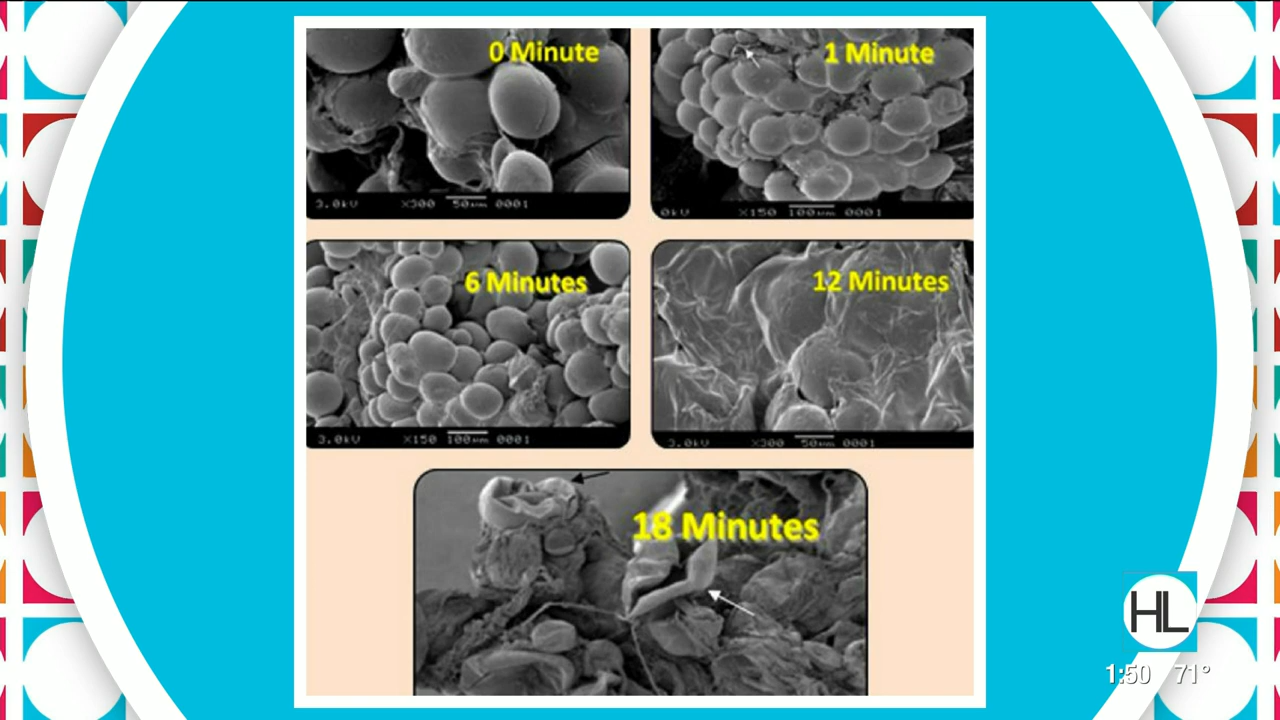 0 Minute
3.0kV X300 50µm 0001
1 Minute
0kV X150 100µm 0001
6 Minutes
3.0kV X150 100µm 0001
12 Minutes
3.0kV X300 50µm 0001
18 Minutes
HL
1:50 71°